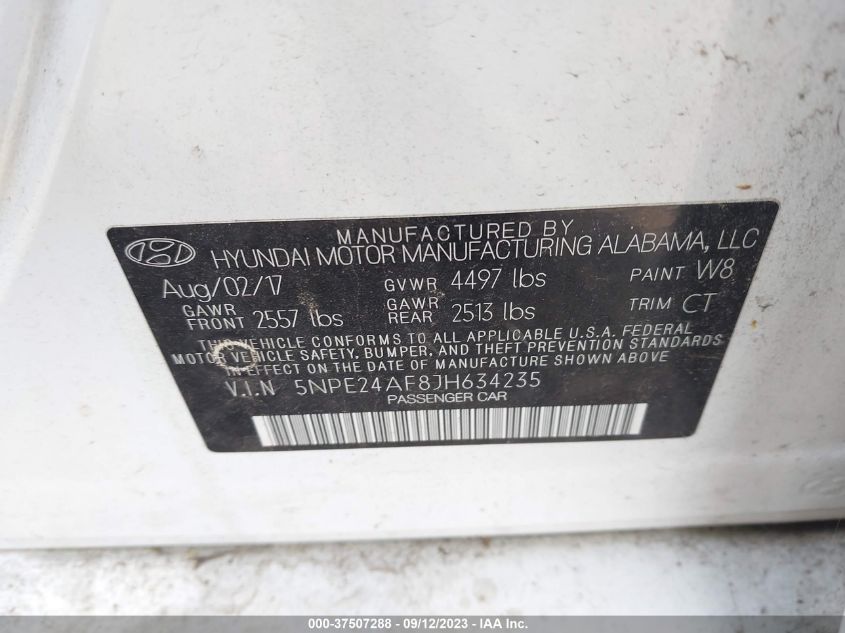 MANUFACTURED BY
HYUNDAI MOTOR MANUFACTURING ALABAMA, LLC
Aug/02/17 GVWR 4497 lbs PAINT W8
GAWR FRONT 2557 lbs GAWR REAR 2513 lbs TRIM CT
THIS VEHICLE CONFORMS TO ALL APPLICABLE U.S.A. FEDERAL
MOTOR VEHICLE SAFETY, BUMPER, AND THEFT PREVENTION STANDARDS
IN EFFECT ON THE DATE OF MANUFACTURE SHOWN ABOVE
V.I.N 5NPE24AF8JH634235
PASSENGER CAR
000-37507288 - 09/12/2023 - IAA Inc.